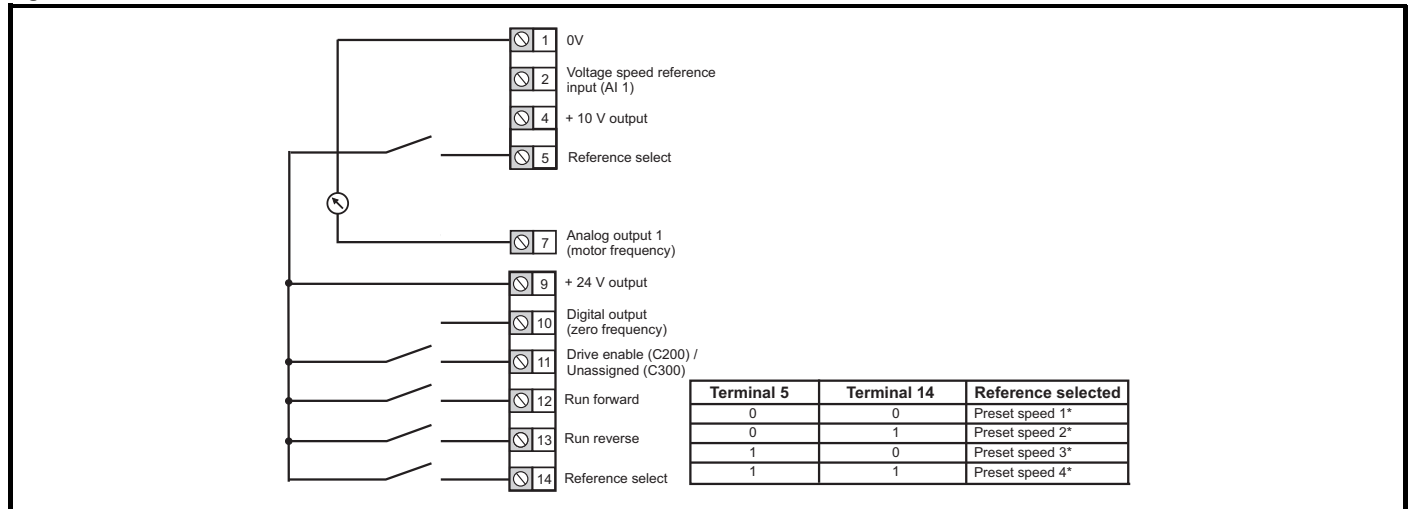 1 0V
2 Voltage speed reference
input (AI 1)
4 + 10 V output
5 Reference select
7 Analog output 1
(motor frequency)
9 + 24 V output
10 Digital output
(zero frequency)
11 Drive enable (C200) /
Unassigned (C300)
12 Run forward
13 Run reverse
14 Reference select
Terminal 5 Terminal 14 Reference selected
0 0 Preset speed 1*
0 1 Preset speed 2*
1 0 Preset speed 3*
1 1 Preset speed 4*